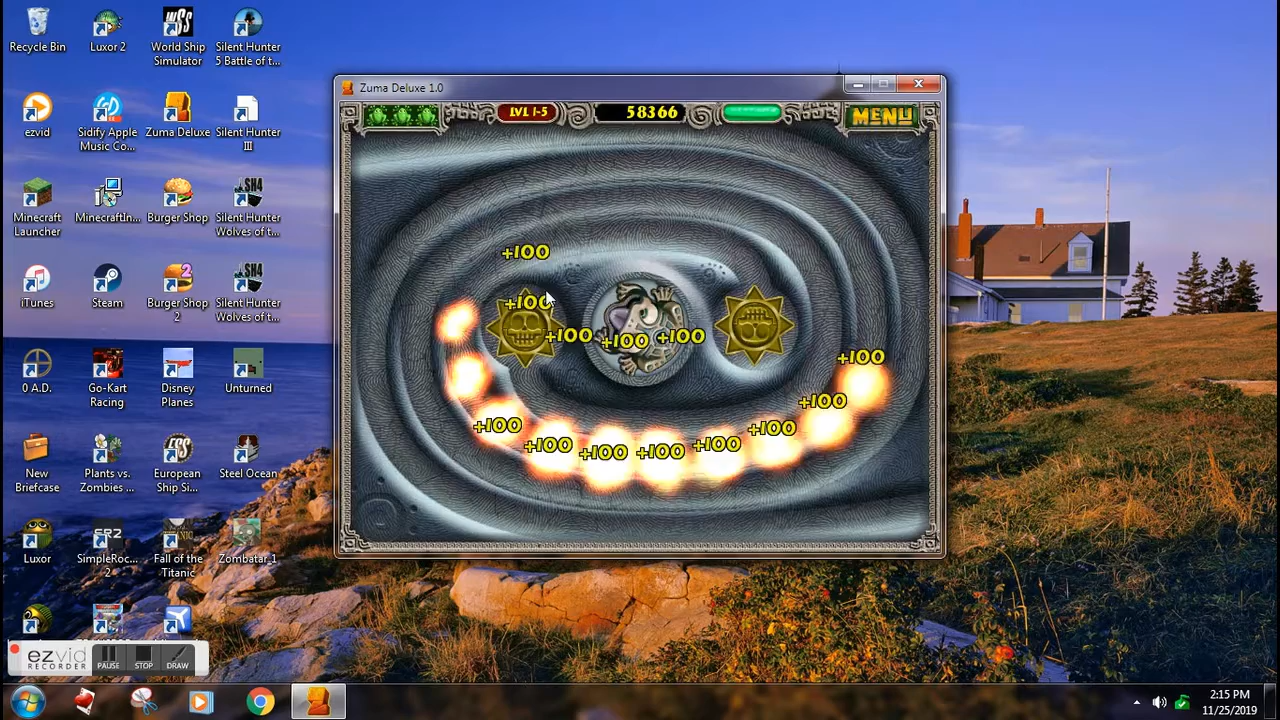 Recycle Bin
Luxor 2
World Ship
Simulator
Silent Hunter
5 Battle of t...
ezvid
Sidify Apple
Music Co...
Zuma Deluxe
Silent Hunter
III
Minecraft
Launcher
MinecraftIn...
Burger Shop
SH4
Silent Hunter
Wolves of t...
iTunes
Steam
Burger Shop
2
SH4
Silent Hunter
Wolves of t...
0 A.D.
Go-Kart
Racing
Disney
Planes
Unturned
New
Briefcase
Plants vs.
Zombies ...
European
Ship Si...
Steel Ocean
Luxor
SR2
SimpleRoc...
2
Fall of the
Titanic
Zombatar_1
Zuma Deluxe 1.0
LVL 1-5
58366
MENU
+100
+100
+100
+100
+100
+100
+100
+100
+100
+100
+100
+100
+100
+100
ezvid
RECORDER
PAUSE
STOP
DRAW
2:15 PM
11/25/2019